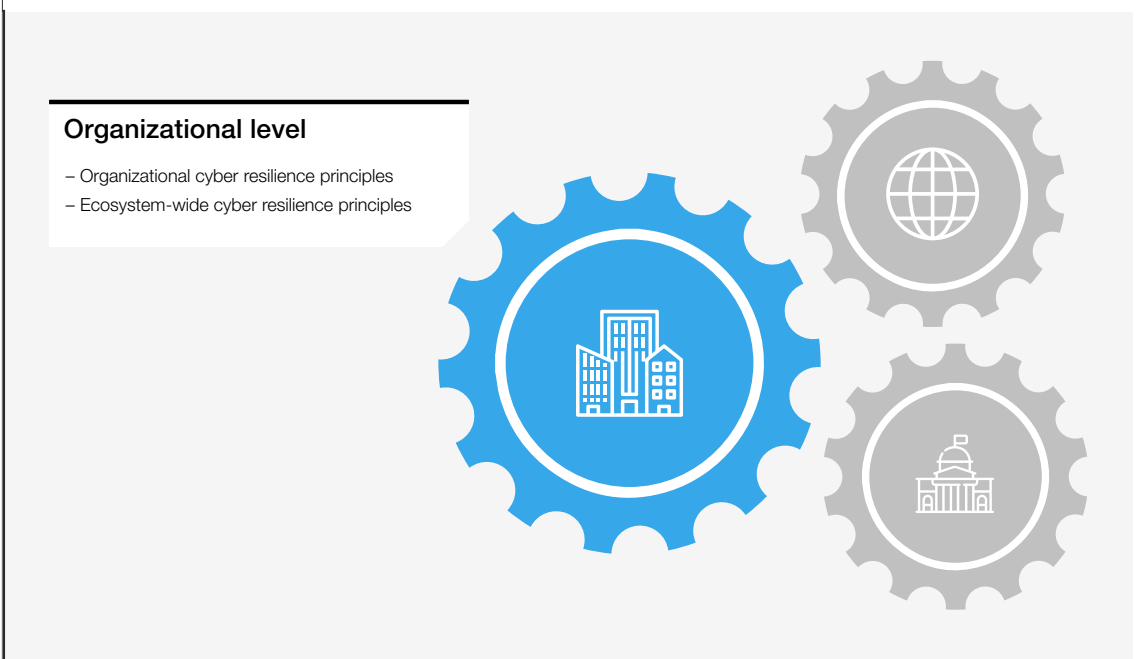 Organizational level
– Organizational cyber resilience principles
– Ecosystem-wide cyber resilience principles